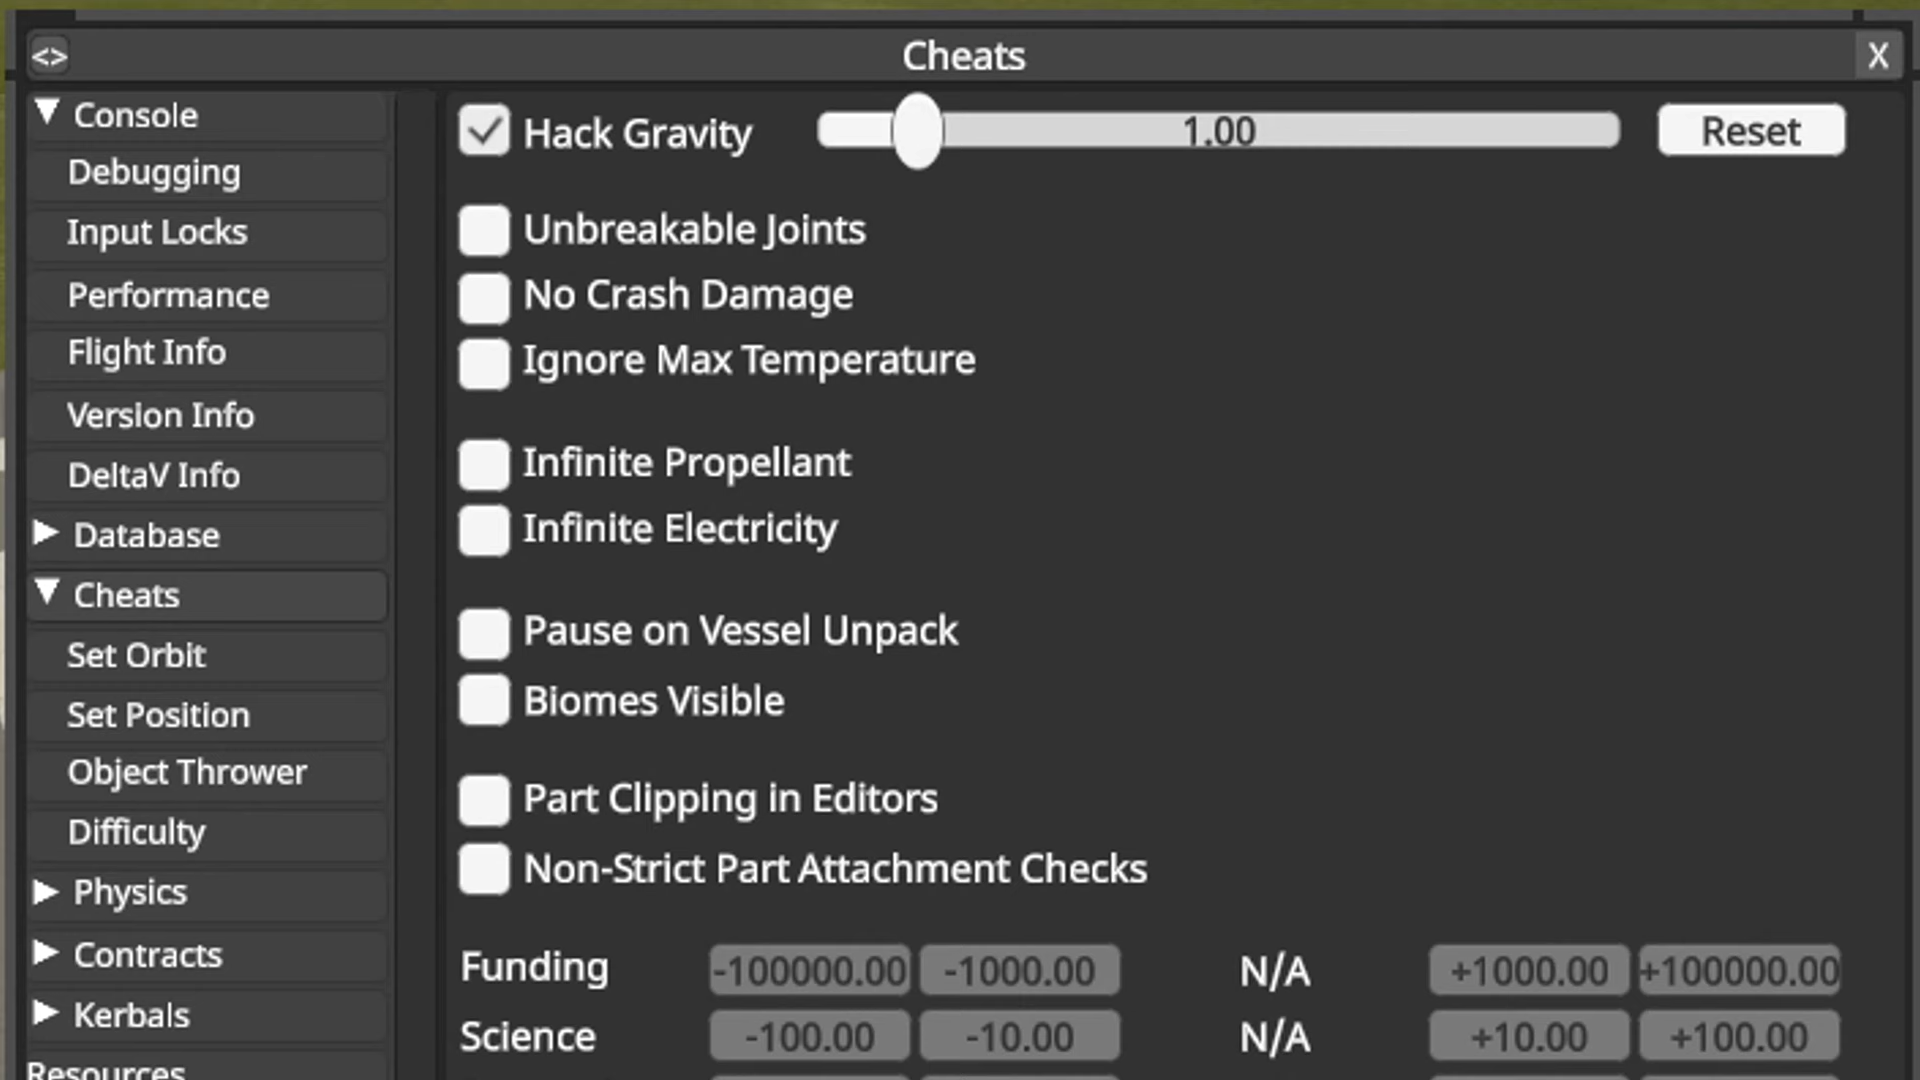 <> Cheats X
Console
Debugging
Input Locks
Performance
Flight Info
Version Info
DeltaV Info
Database
Cheats
Set Orbit
Set Position
Object Thrower
Difficulty
Physics
Contracts
Kerbals
Resources
Hack Gravity 1.00 Reset
Unbreakable Joints
No Crash Damage
Ignore Max Temperature
Infinite Propellant
Infinite Electricity
Pause on Vessel Unpack
Biomes Visible
Part Clipping in Editors
Non-Strict Part Attachment Checks
Funding -100000.00 -1000.00 N/A +1000.00 +100000.00
Science -100.00 -10.00 N/A +10.00 +100.00